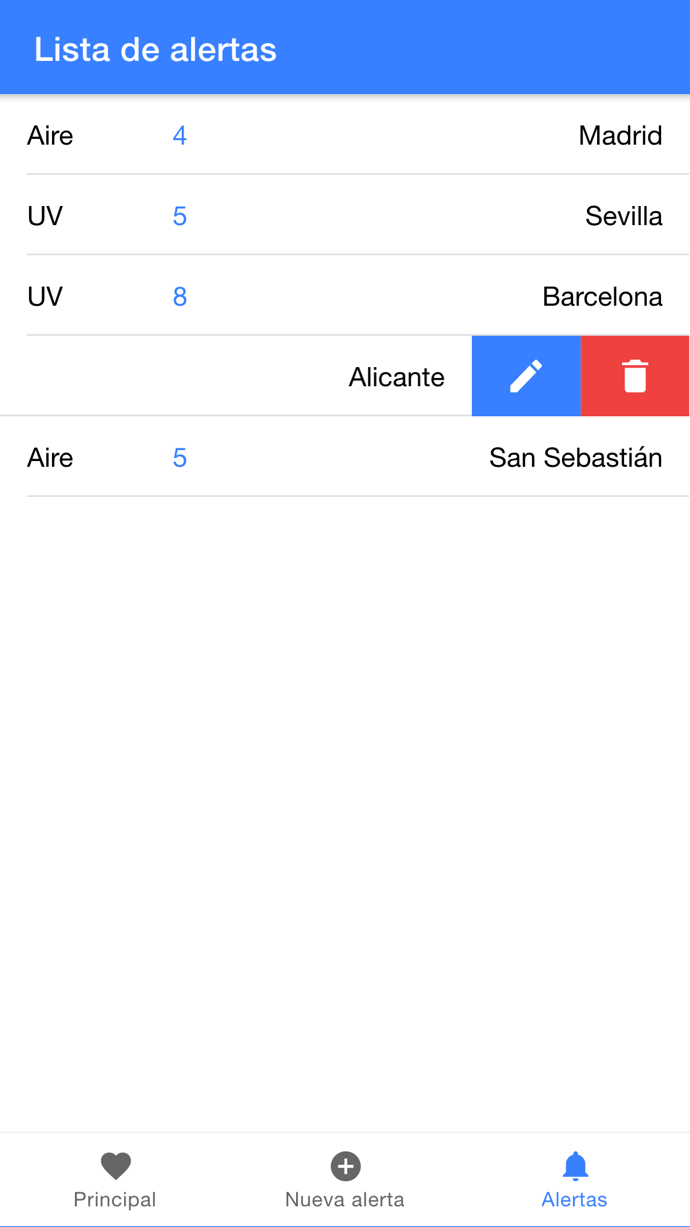 Lista de alertas
Aire 4 Madrid
UV 5 Sevilla
UV 8 Barcelona
Alicante
Aire 5 San Sebastián
Principal Nueva alerta Alertas